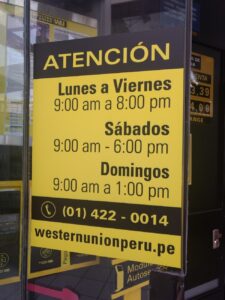 ATENCIÓN
Lunes a Viernes
9:00 am a 8:00 pm
Sábados
9:00 am - 6:00 pm
Domingos
9:00 am a 1:00 pm
(01) 422 - 0014
westernunionperu.pe